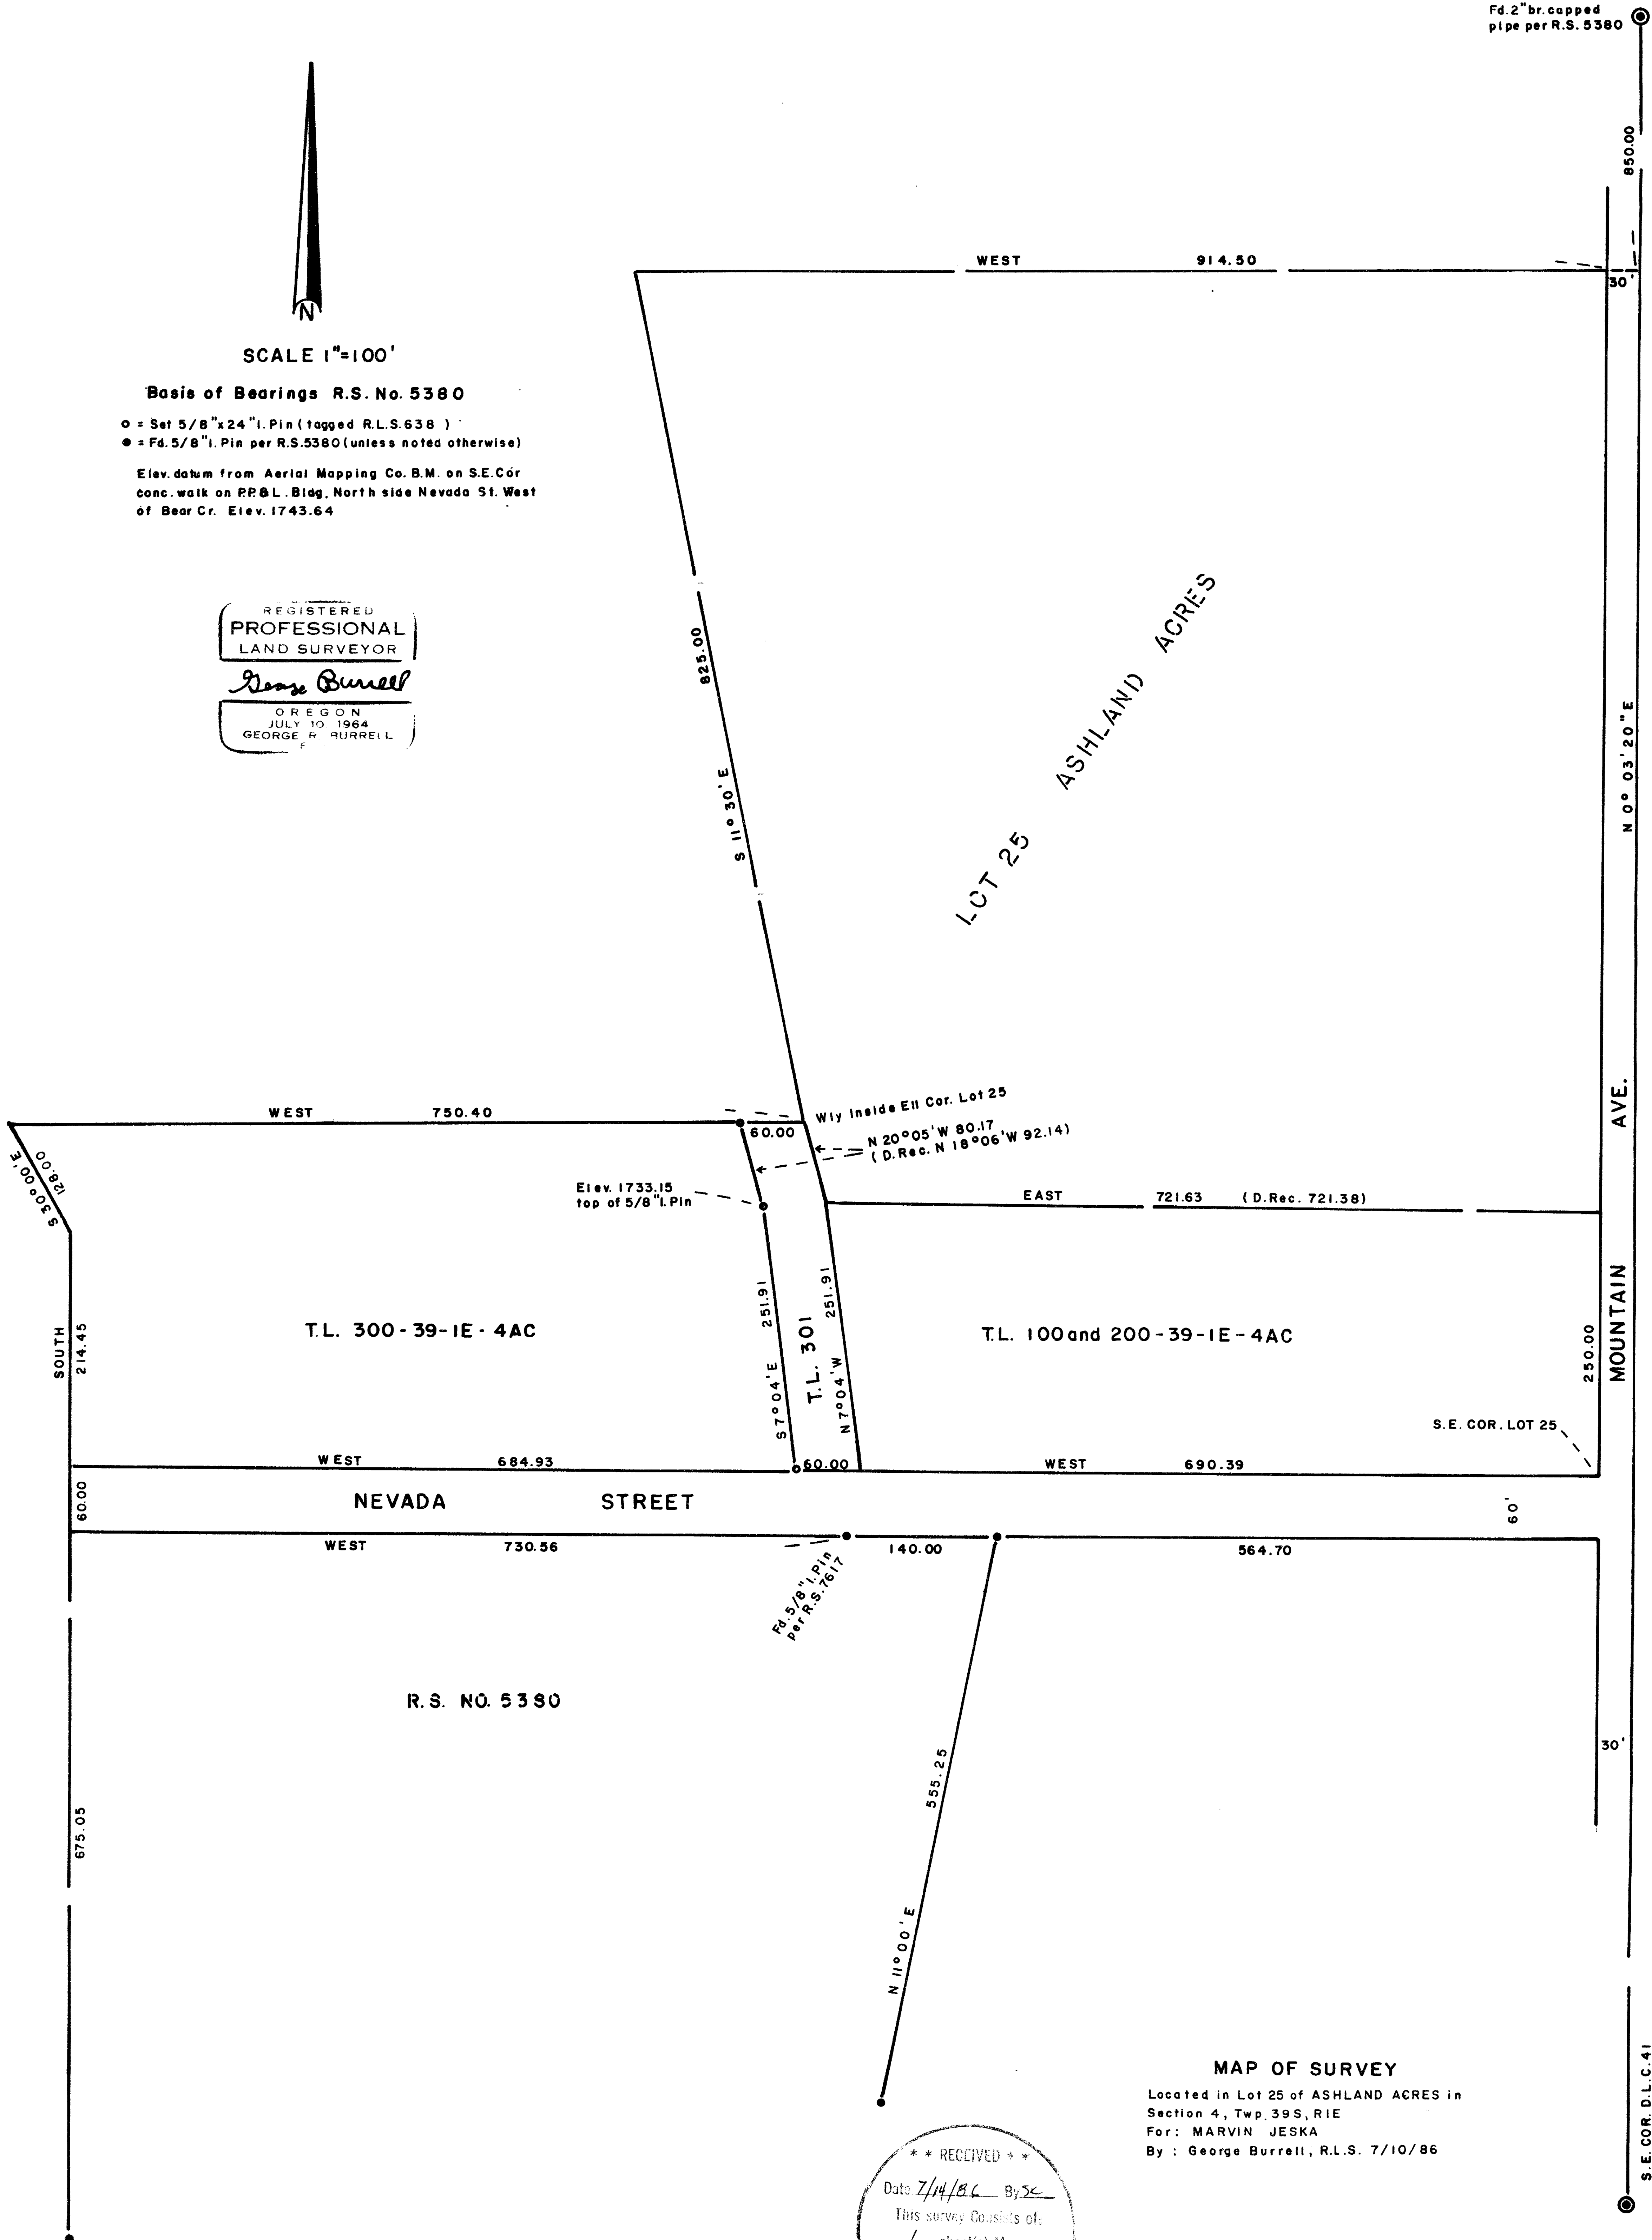 Fd. 2" br. capped
pipe per R.S. 5380
850.00
WEST 914.50
30'
N
SCALE 1"=100'
Basis of Bearings R.S. No. 5380
o = Set 5/8" x 24" I. Pin (tagged R.L.S. 638 )
● = Fd. 5/8" I. Pin per R.S. 5380 (unless noted otherwise)
Elev. datum from Aerial Mapping Co. B.M. on S.E. Cor
conc. walk on P.P.& L. Bldg, North side Nevada St. West
of Bear Cr. Elev. 1743.64
REGISTERED
PROFESSIONAL
LAND SURVEYOR
George Burrell
OREGON
JULY 10 1964
GEORGE R. BURRELL
825.00
S 11° 30' E
LOT 25 ASHLAND ACRES
N 0° 03' 20" E
MOUNTAIN AVE.
WEST 750.40
60.00
Wly Inside Ell Cor. Lot 25
N 20° 05' W 80.17
( D. Rec. N 18° 06' W 92.14)
S 30° 00' E
128.00
Elev. 1733.15
top of 5/8" I. Pin
EAST 721.63 (D. Rec. 721.38)
SOUTH
214.45
T.L. 300-39-1E-4AC
251.91
S 7° 04' E
T.L. 301
251.91
N 7° 04' W
T.L. 100 and 200-39-1E-4AC
250.00
S.E. COR. LOT 25
WEST 684.93
60.00
WEST 690.39
60.00
NEVADA STREET
60'
WEST 730.56
140.00
564.70
Fd. 5/8" I. Pin
per R.S. 7617
R.S. NO. 5380
30'
555.25
N 11° 00' E
675.05
MAP OF SURVEY
Located in Lot 25 of ASHLAND ACRES in
Section 4, Twp. 39S, R1E
For: MARVIN JESKA
By : George Burrell, R.L.S. 7/10/86
S.E. COR. D.L.C. 41
* * RECEIVED * *
Date 7/14/86 By SC
This survey Consists of: